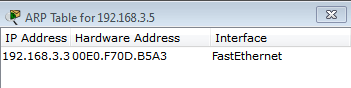 ARP Table for 192.168.3.5
IP Address Hardware Address Interface
192.168.3.3 00E0.F70D.B5A3 FastEthernet